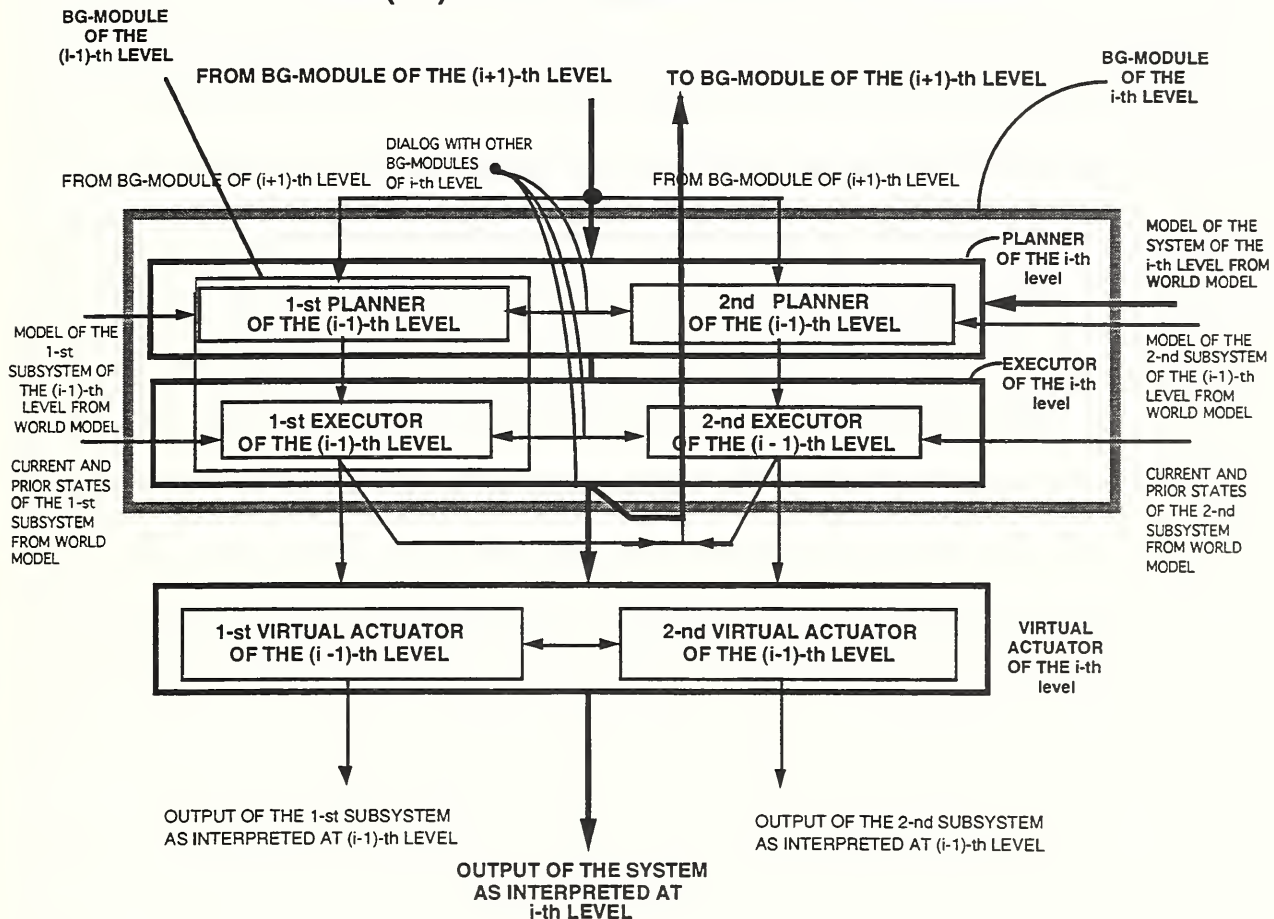 BG-MODULE
OF THE
(i-1)-th LEVEL
FROM BG-MODULE OF THE (i+1)-th LEVEL
TO BG-MODULE OF THE (i+1)-th LEVEL
BG-MODULE
OF THE
i-th LEVEL
DIALOG WITH OTHER
BG-MODULES
OF i-th LEVEL
FROM BG-MODULE OF (i+1)-th LEVEL
FROM BG-MODULE OF (i+1)-th LEVEL
PLANNER
OF THE i-th
level
MODEL OF THE
SYSTEM OF THE
i-th LEVEL FROM
WORLD MODEL
1-st PLANNER
OF THE (i-1)-th LEVEL
2nd PLANNER
OF THE (i-1)-th LEVEL
MODEL OF THE
1-st
SUBSYSTEM OF
THE (i-1)-th
LEVEL FROM
WORLD MODEL
MODEL OF THE
2-nd SUBSYSTEM
OF THE (i-1)-th
LEVEL FROM
WORLD MODEL
EXECUTOR
OF THE i-th
level
1-st EXECUTOR
OF THE (i-1)-th LEVEL
2-nd EXECUTOR
OF THE (i - 1)-th LEVEL
CURRENT AND
PRIOR STATES
OF THE 1-st
SUBSYSTEM
FROM WORLD
MODEL
CURRENT AND
PRIOR STATES
OF THE 2-nd
SUBSYSTEM
FROM WORLD
MODEL
1-st VIRTUAL ACTUATOR
OF THE (i -1)-th LEVEL
2-nd VIRTUAL ACTUATOR
OF THE (i-1)-th LEVEL
VIRTUAL
ACTUATOR
OF THE i-th
level
OUTPUT OF THE 1-st SUBSYSTEM
AS INTERPRETED AT (i-1)-th LEVEL
OUTPUT OF THE 2-nd SUBSYSTEM
AS INTERPRETED AT (i-1)-th LEVEL
OUTPUT OF THE SYSTEM
AS INTERPRETED AT
i-th LEVEL